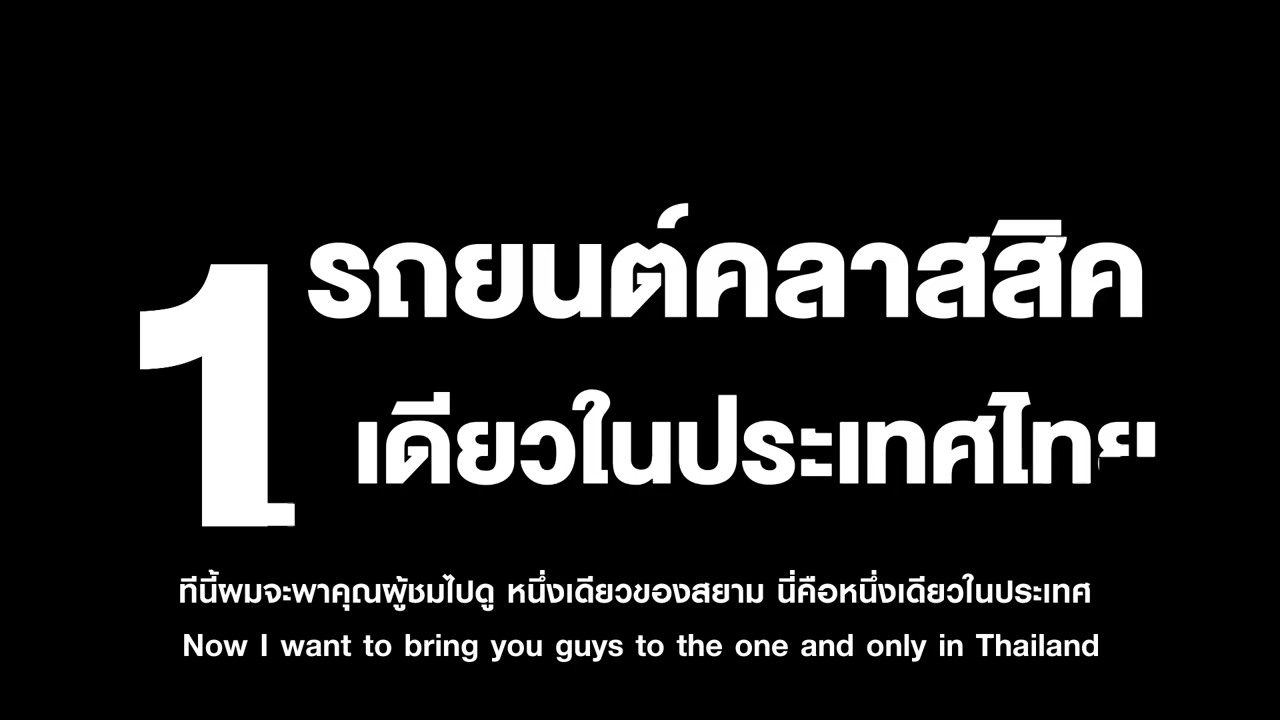 1
รถยนต์คลาสสิค
เดียวในประเทศไทย
ทีนี้ผมจะพาคุณผู้ชมไปดู หนึ่งเดียวของสยาม นี่คือหนึ่งเดียวในประเทศ
Now I want to bring you guys to the one and only in Thailand